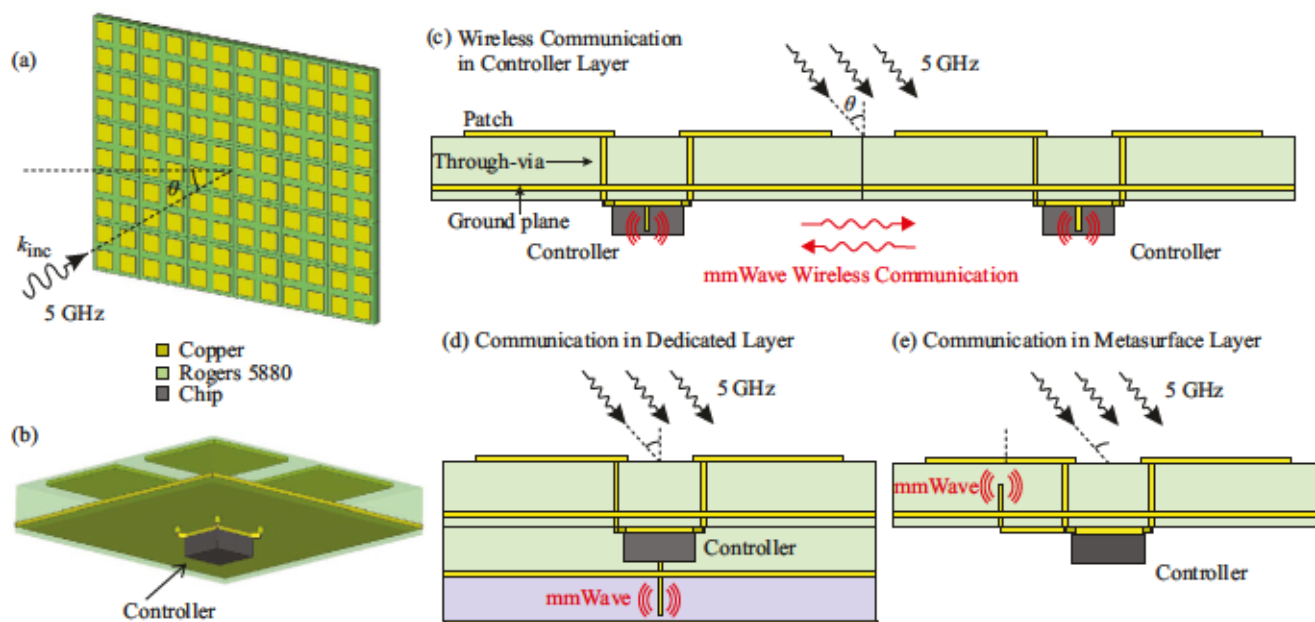 (a)
θ
k_inc
5 GHz
Copper
Rogers 5880
Chip
(b)
Controller
(c) Wireless Communication
in Controller Layer
5 GHz
θ
Patch
Through-via
Ground plane
Controller
Controller
mmWave Wireless Communication
(d) Communication in Dedicated Layer
5 GHz
Controller
mmWave
(e) Communication in Metasurface Layer
5 GHz
mmWave
Controller